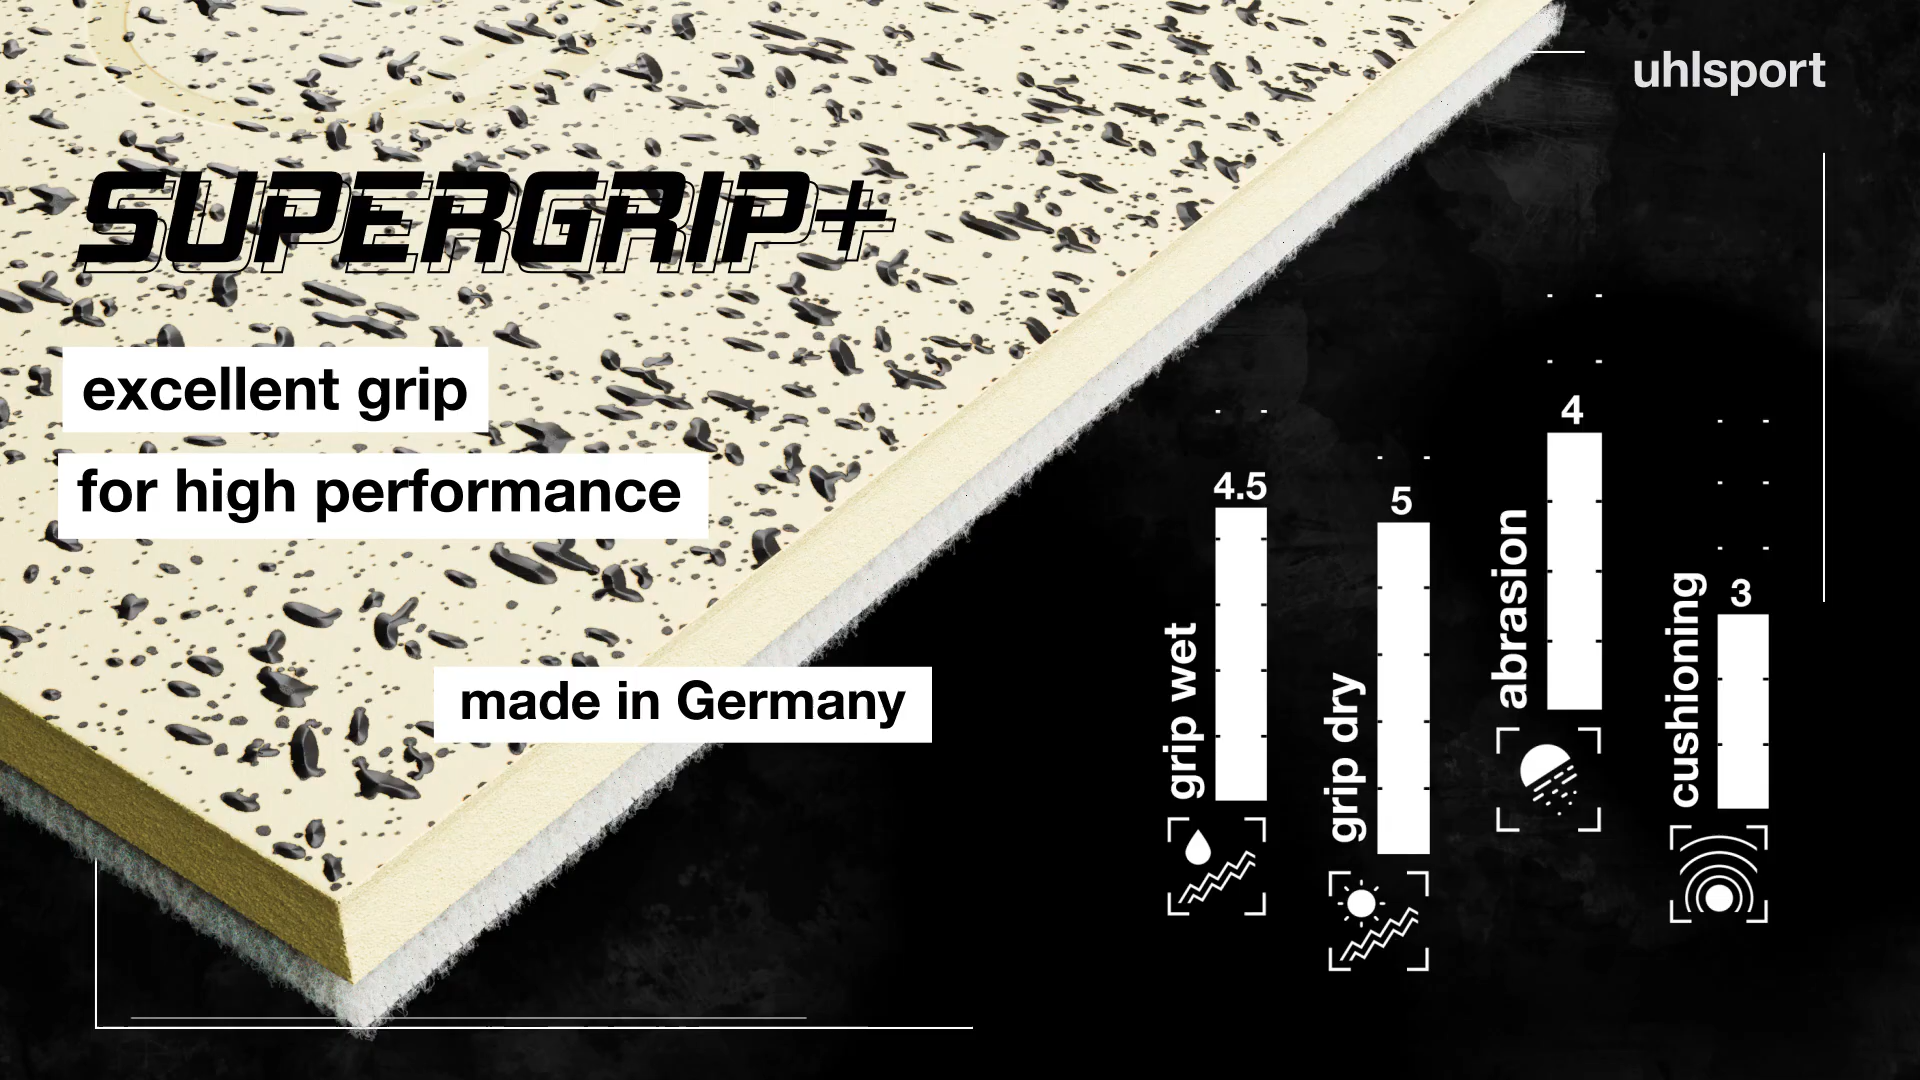 uhlsport
SUPERGRIP+
excellent grip
for high performance
made in Germany
grip wet
4.5
grip dry
5
abrasion
4
cushioning
3